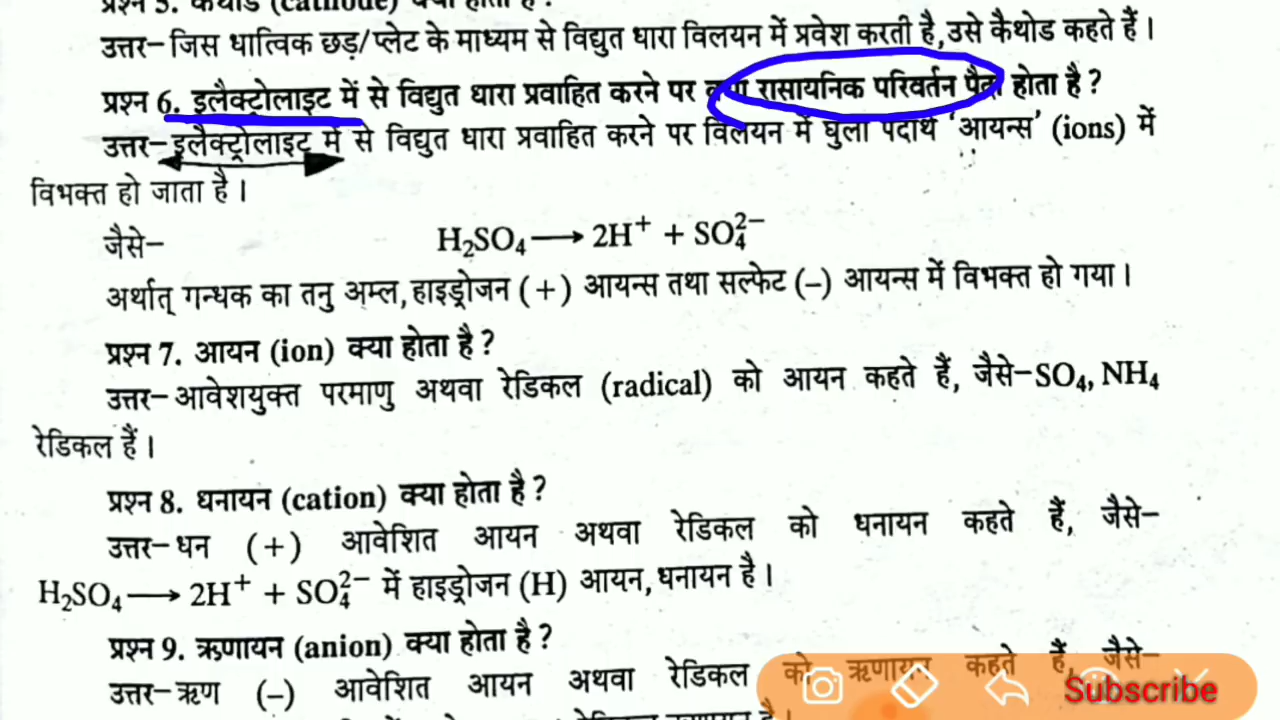 प्रश्न 5. कैथोड (cathode) क्या होता है ?
उत्तर– जिस धात्विक छड़/प्लेट के माध्यम से विद्युत धारा विलयन में प्रवेश करती है, उसे कैथोड कहते हैं ।
प्रश्न 6. इलैक्ट्रोलाइट में से विद्युत धारा प्रवाहित करने पर क्या रासायनिक परिवर्तन पैदा होता है ?
उत्तर– इलैक्ट्रोलाइट में से विद्युत धारा प्रवाहित करने पर विलयन में घुला पदार्थ 'आयन्स' (ions) में
विभक्त हो जाता है ।
जैसे– H₂SO₄ ⟶ 2H⁺ + SO₄²⁻
अर्थात् गन्धक का तनु अम्ल, हाइड्रोजन (+) आयन्स तथा सल्फेट (–) आयन्स में विभक्त हो गया ।
प्रश्न 7. आयन (ion) क्या होता है ?
उत्तर– आवेशयुक्त परमाणु अथवा रेडिकल (radical) को आयन कहते हैं, जैसे– SO₄, NH₄
रेडिकल हैं ।
प्रश्न 8. धनायन (cation) क्या होता है ?
उत्तर– धन (+) आवेशित आयन अथवा रेडिकल को धनायन कहते हैं, जैसे–
H₂SO₄ ⟶ 2H⁺ + SO₄²⁻ में हाइड्रोजन (H) आयन, धनायन है ।
प्रश्न 9. ऋणायन (anion) क्या होता है ?
उत्तर– ऋण (–) आवेशित आयन अथवा रेडिकल को ऋणायन कहते हैं, जैसे–
Subscribe